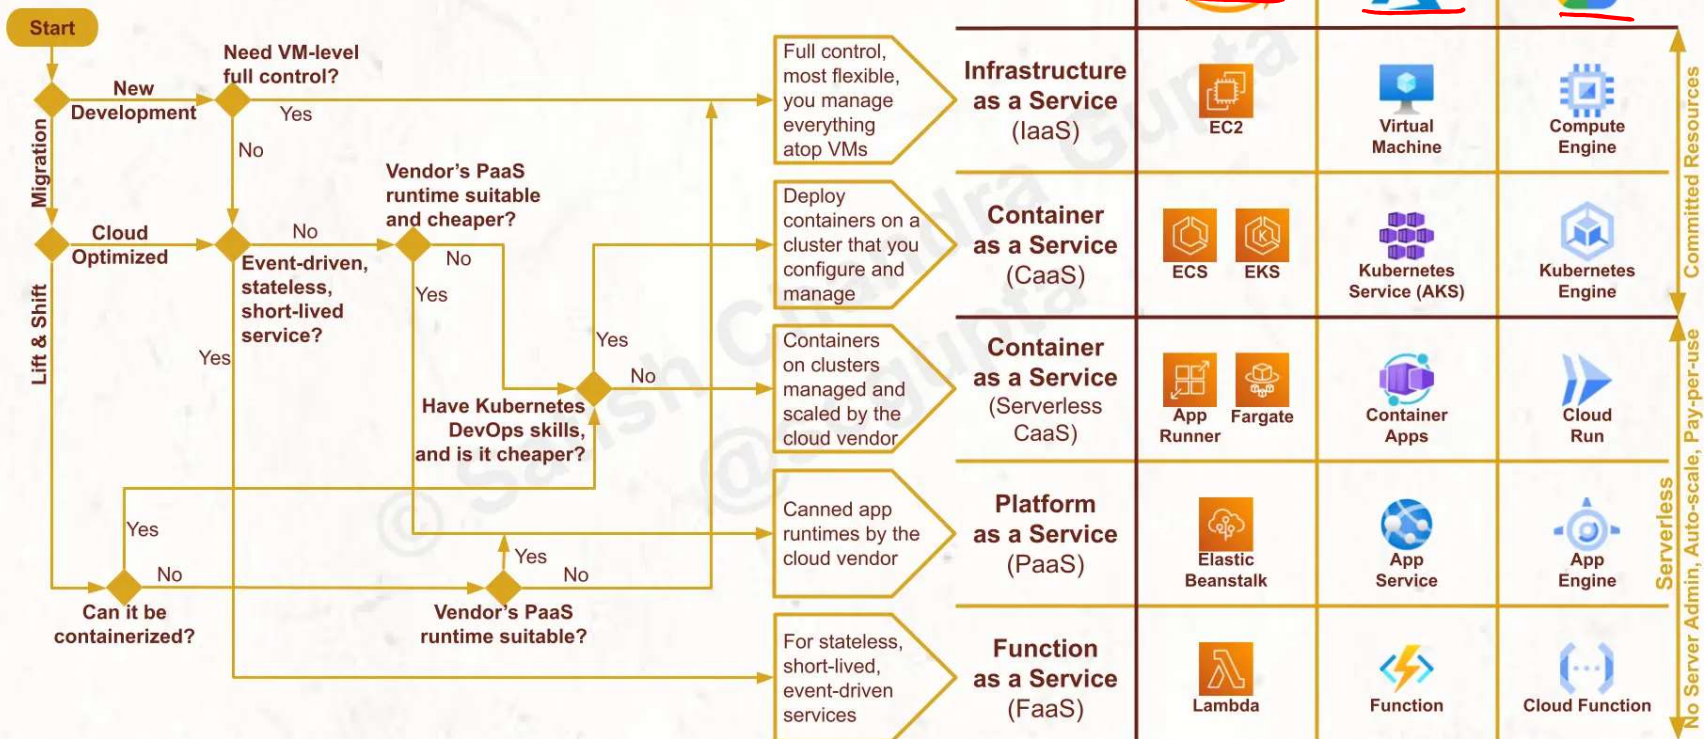 Start
New
Development
Migration
Need VM-level
full control?
Yes
No
Cloud
Optimized
Lift & Shift
Event-driven,
stateless,
short-lived
service?
No
Yes
Vendor's PaaS
runtime suitable
and cheaper?
No
Yes
Have Kubernetes
DevOps skills,
and is it cheaper?
Yes
No
Can it be
containerized?
Yes
No
Vendor's PaaS
runtime suitable?
Yes
No
Full control,
most flexible,
you manage
everything
atop VMs
Infrastructure
as a Service
(IaaS)
EC2
Virtual
Machine
Compute
Engine
Deploy
containers on a
cluster that you
configure and
manage
Container
as a Service
(CaaS)
ECS
EKS
Kubernetes
Service (AKS)
Kubernetes
Engine
Containers
on clusters
managed and
scaled by the
cloud vendor
Container
as a Service
(Serverless
CaaS)
App
Runner
Fargate
Container
Apps
Cloud
Run
Canned app
runtimes by the
cloud vendor
Platform
as a Service
(PaaS)
Elastic
Beanstalk
App
Service
App
Engine
For stateless,
short-lived,
event-driven
services
Function
as a Service
(FaaS)
Lambda
Function
Cloud Function
Committed Resources
Serverless
No Server Admin, Auto-scale, Pay-per-use
© Satish Chandra Gupta
@scgupta